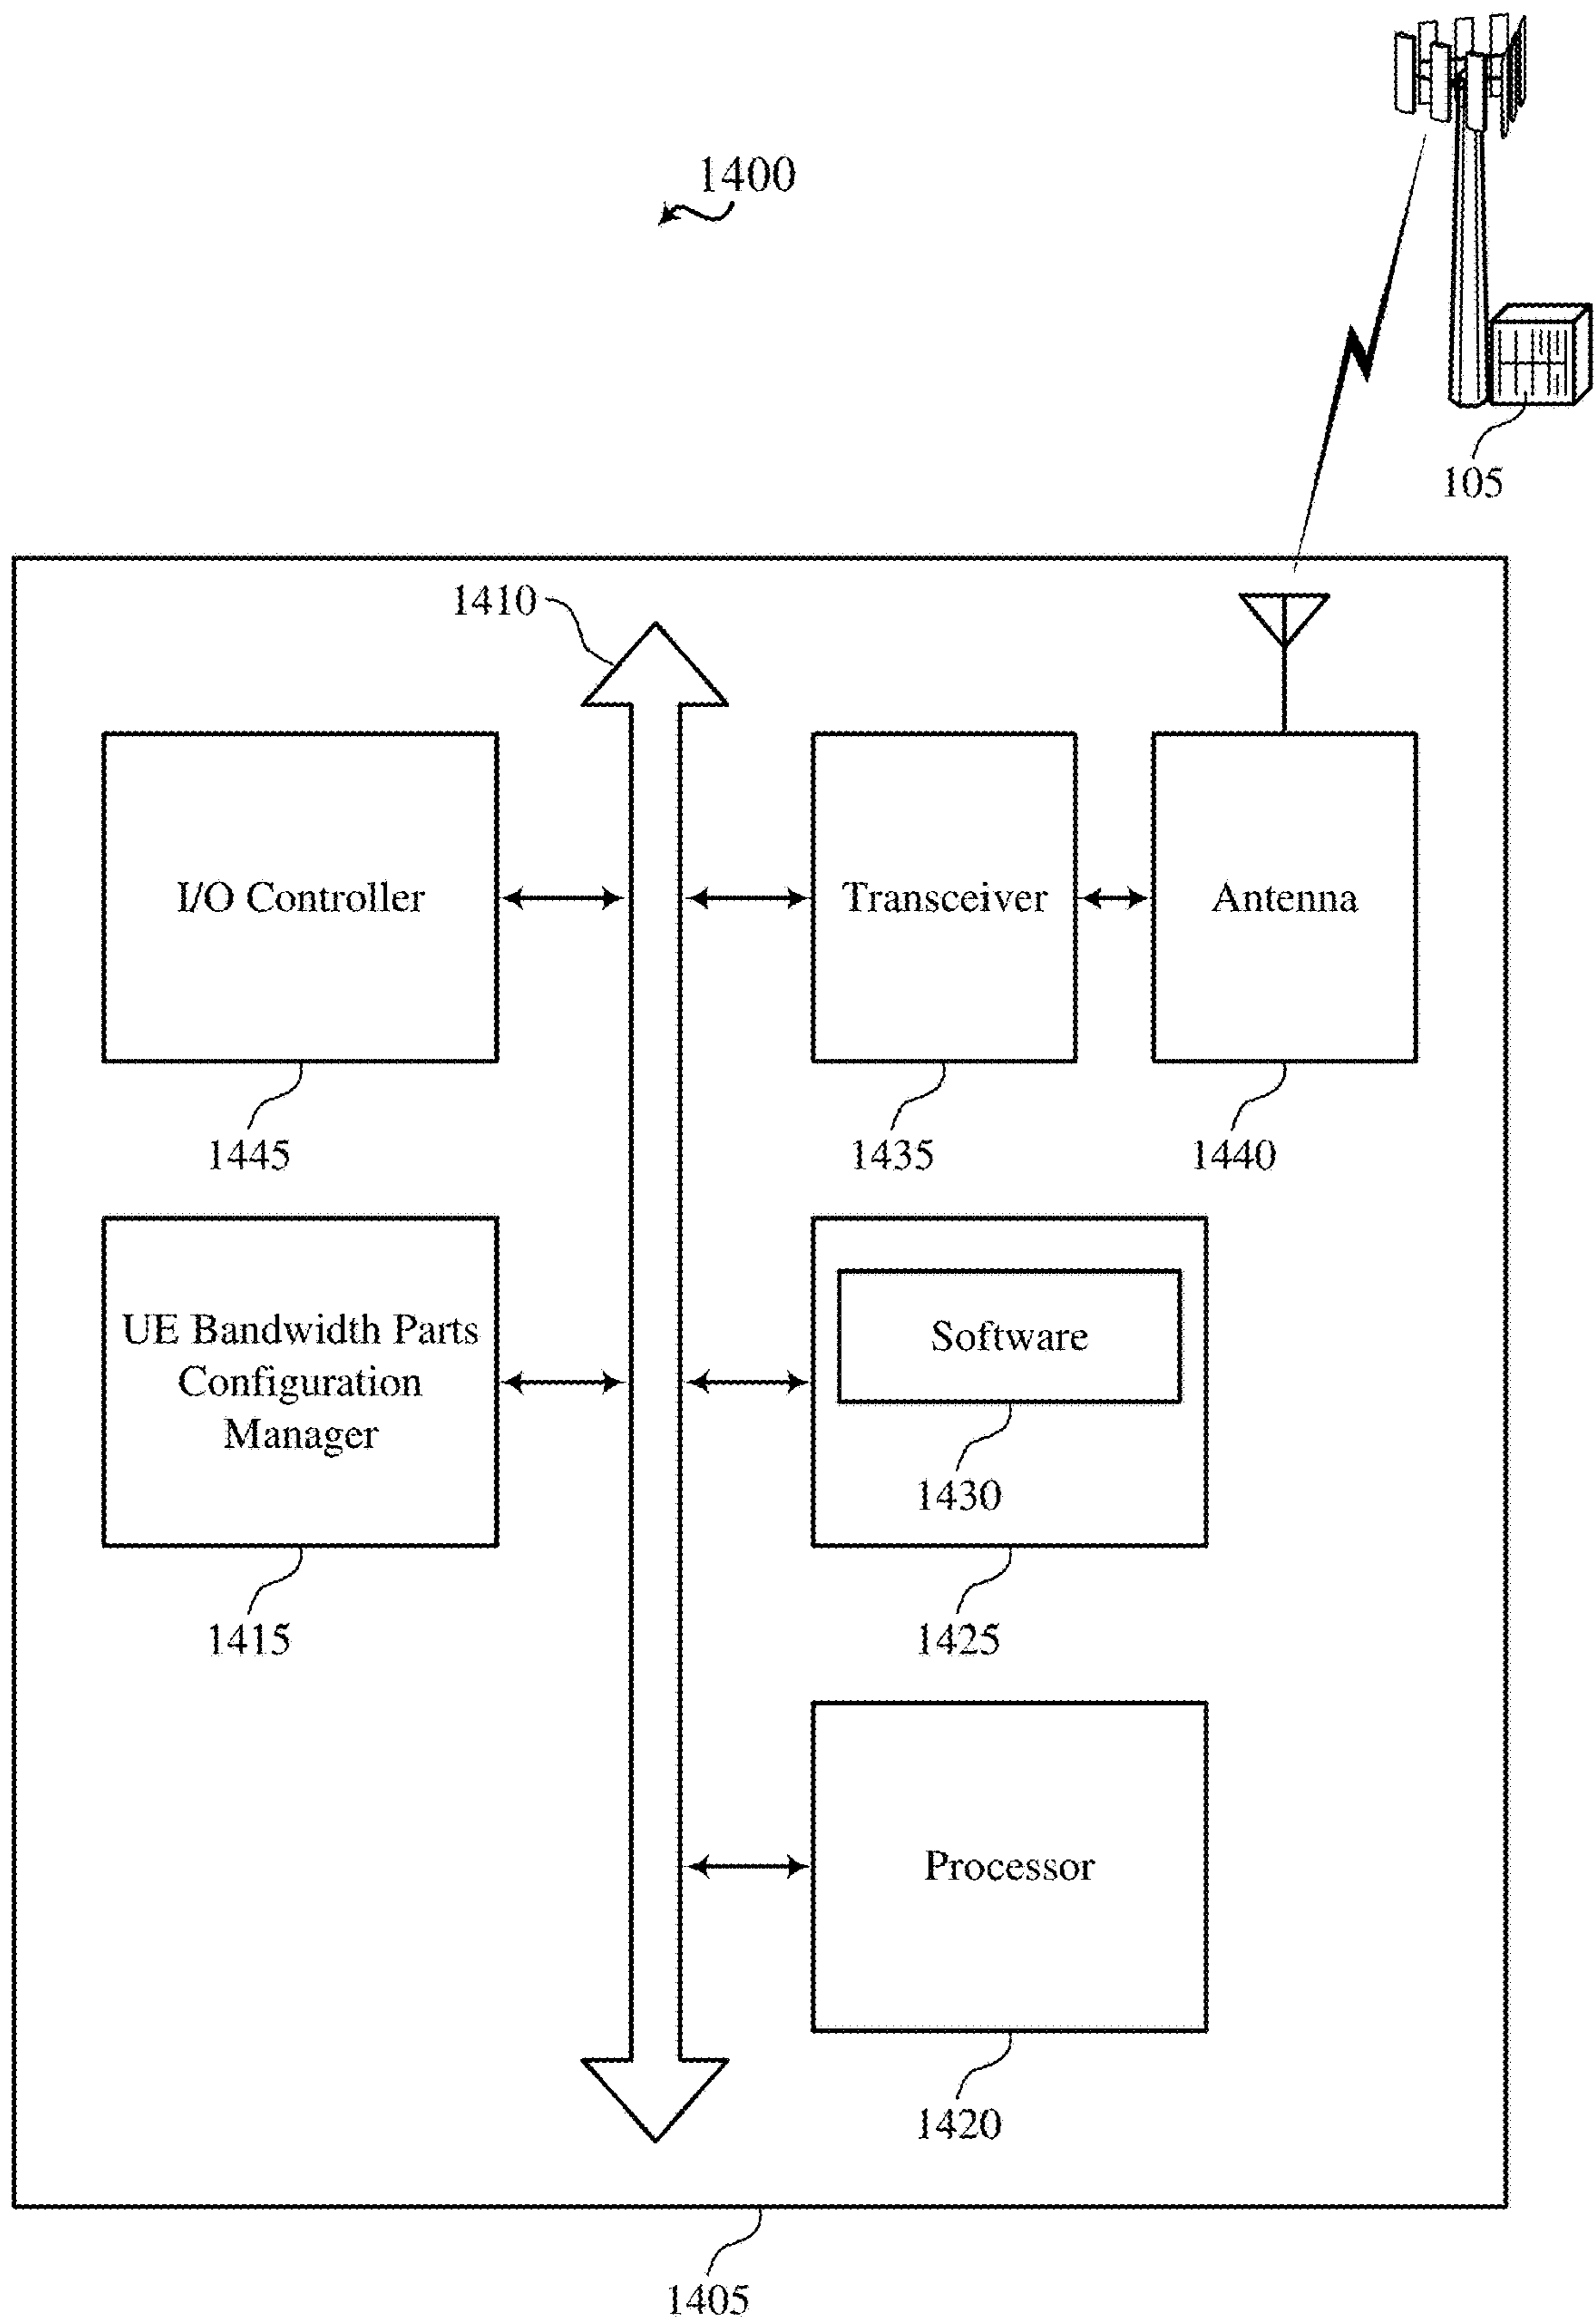 1400
105
1410
I/O Controller
Transceiver
Antenna
1445
1435
1440
UE Bandwidth Parts
Configuration
Manager
Software
1430
1415
1425
Processor
1420
1405